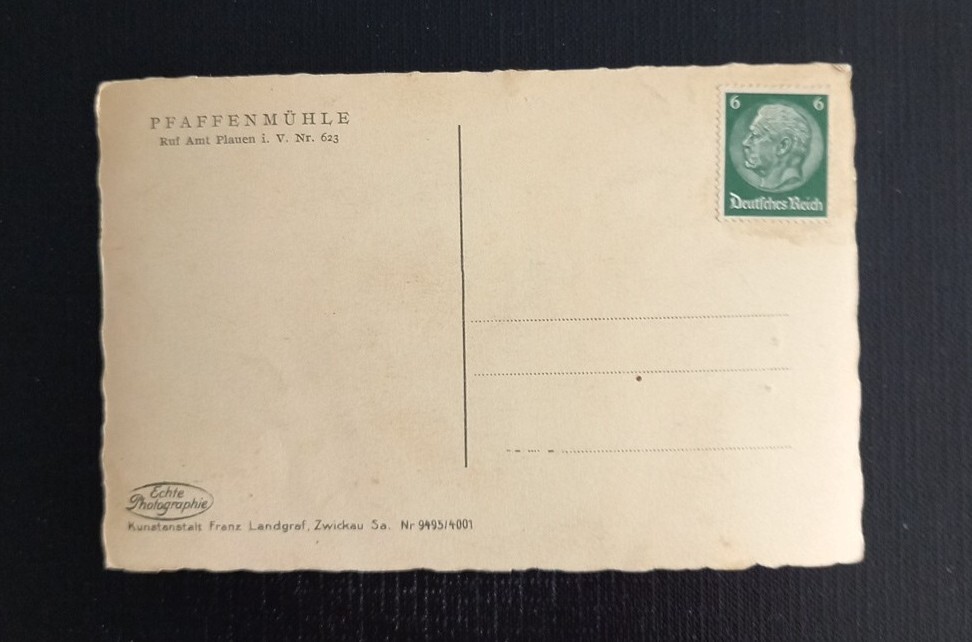 PFAFFENMÜHLE
Ruf Amt Plauen i. V. Nr. 623
6 6
Deutsches Reich
Echte
Photographie
Kunstanstalt Franz Landgraf, Zwickau Sa. Nr 9495/4001